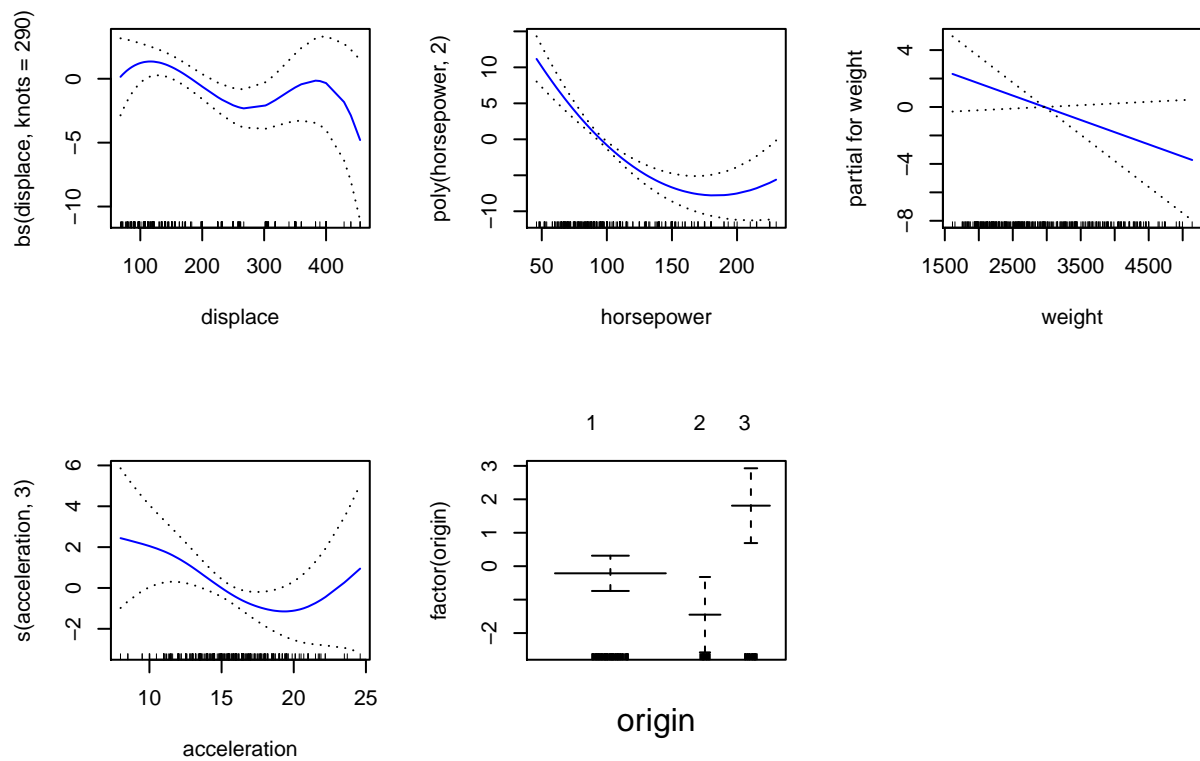 bs(displace, knots = 290)
0
−5
−10
100 200 300 400
displace
poly(horsepower, 2)
10
5
0
−10
50 100 150 200
horsepower
partial for weight
4
0
−4
−8
1500 2500 3500 4500
weight
s(acceleration, 3)
6
4
2
0
−2
10 15 20 25
acceleration
1 2 3
factor(origin)
3
2
1
0
−2
origin